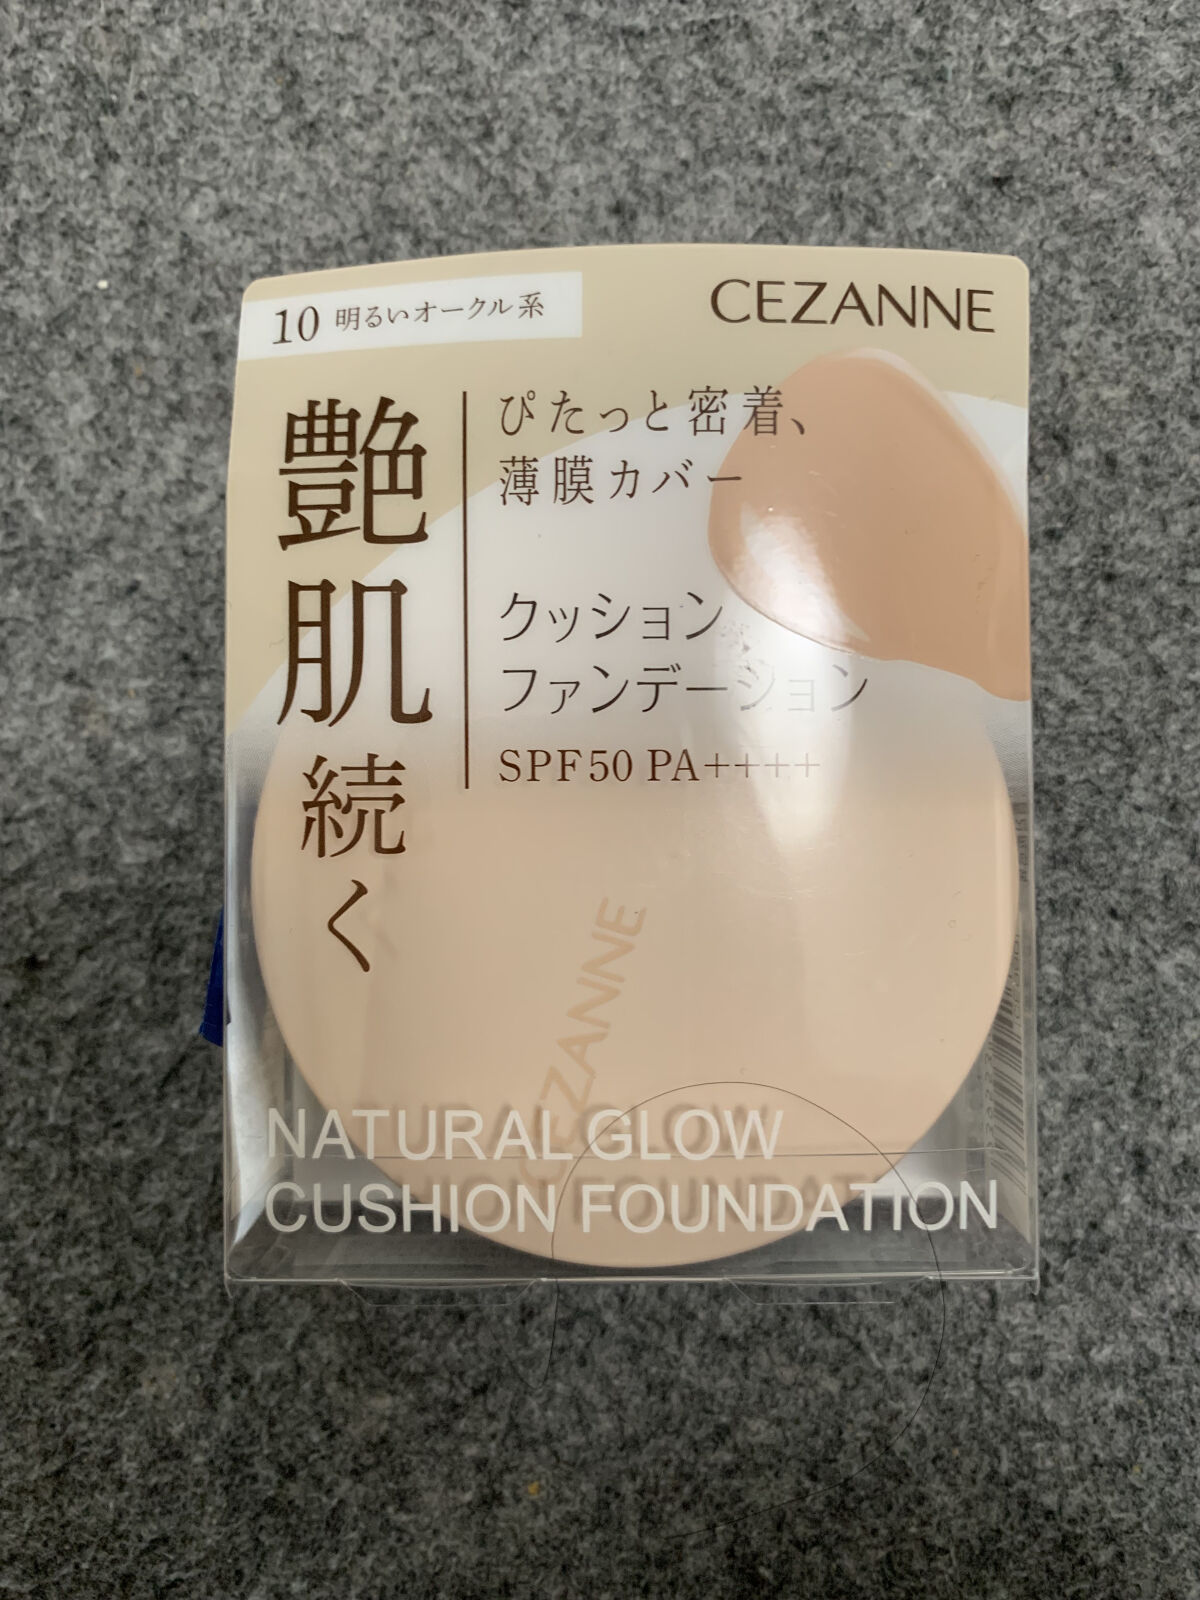 10 明るいオークル系
CEZANNE
艶肌続く
ぴたっと密着、
薄膜カバー
クッション
ファンデーション
SPF50 PA++++
CEZANNE
NATURAL GLOW
CUSHION FOUNDATION